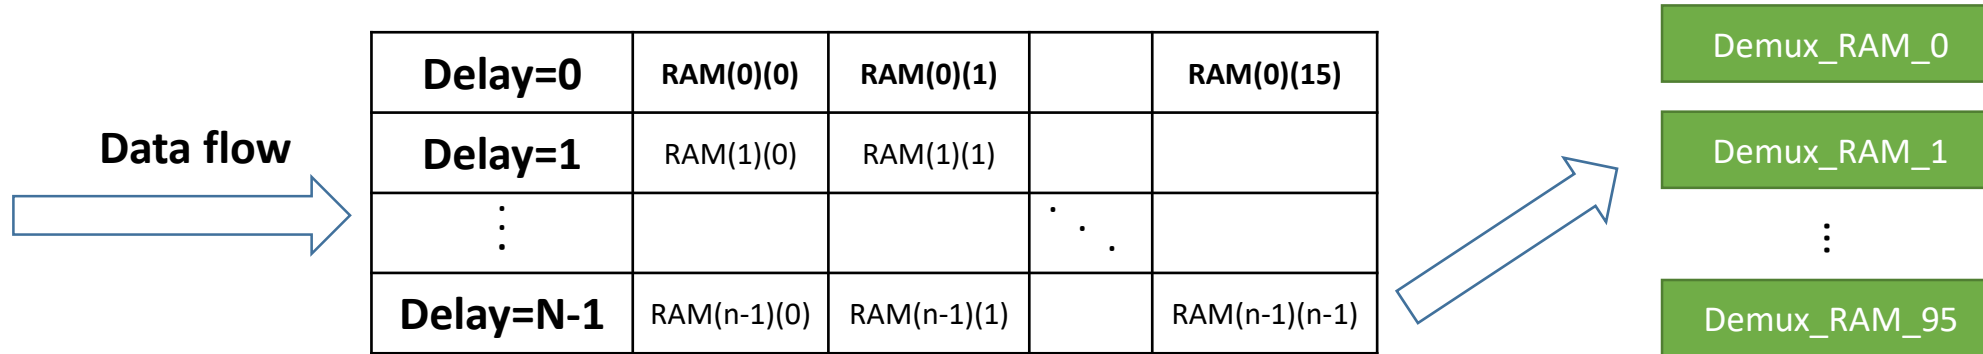 Data flow
Delay=0 RAM(0)(0) RAM(0)(1) RAM(0)(15)
Delay=1 RAM(1)(0) RAM(1)(1)
⋮ ⋱
Delay=N-1 RAM(n-1)(0) RAM(n-1)(1) RAM(n-1)(n-1)
Demux_RAM_0
Demux_RAM_1
⋮
Demux_RAM_95